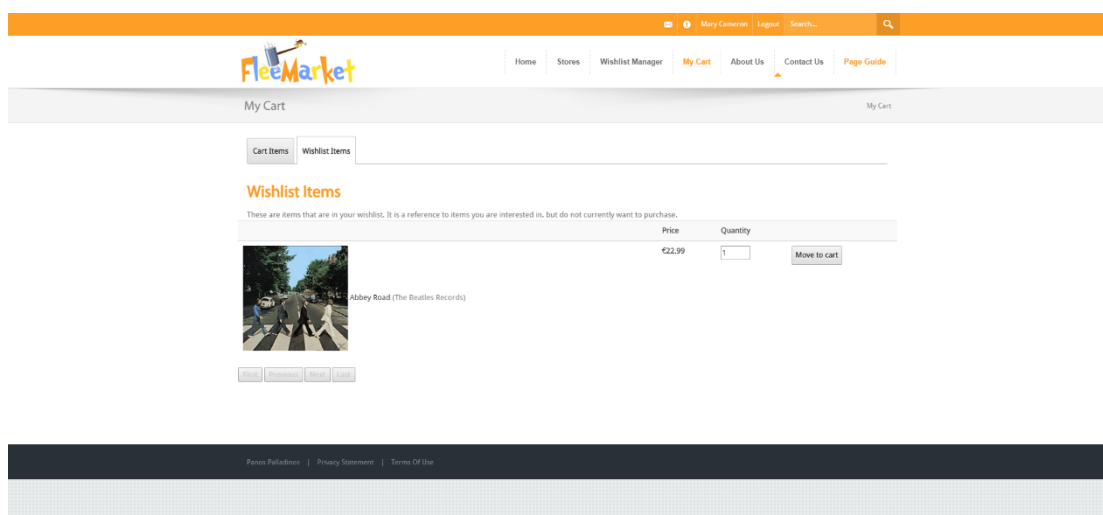 Mary Cameron Logout Search...
FleeMarket
Home Stores Wishlist Manager My Cart About Us Contact Us Page Guide
My Cart My Cart
Cart Items Wishlist Items
Wishlist Items
These are items that are in your wishlist. It is a reference to items you are interested in, but do not currently want to purchase.
Price Quantity
€22.99 1 Move to cart
Abbey Road (The Beatles Records)
First Previous Next Last
Panos Palladinos | Privacy Statement | Terms Of Use